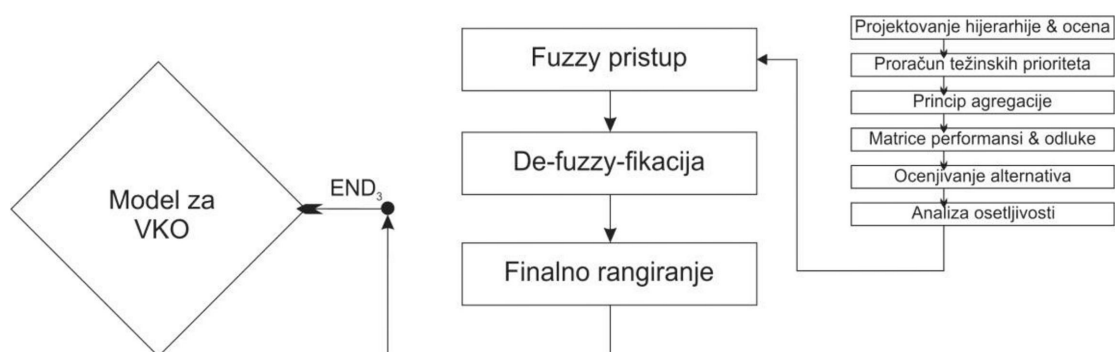 Model za
VKO
END₃
Fuzzy pristup
De-fuzzy-fikacija
Finalno rangiranje
Projektovanje hijerarhije & ocena
Proračun težinskih prioriteta
Princip agregacije
Matrice performansi & odluke
Ocenjivanje alternativa
Analiza osetljivosti